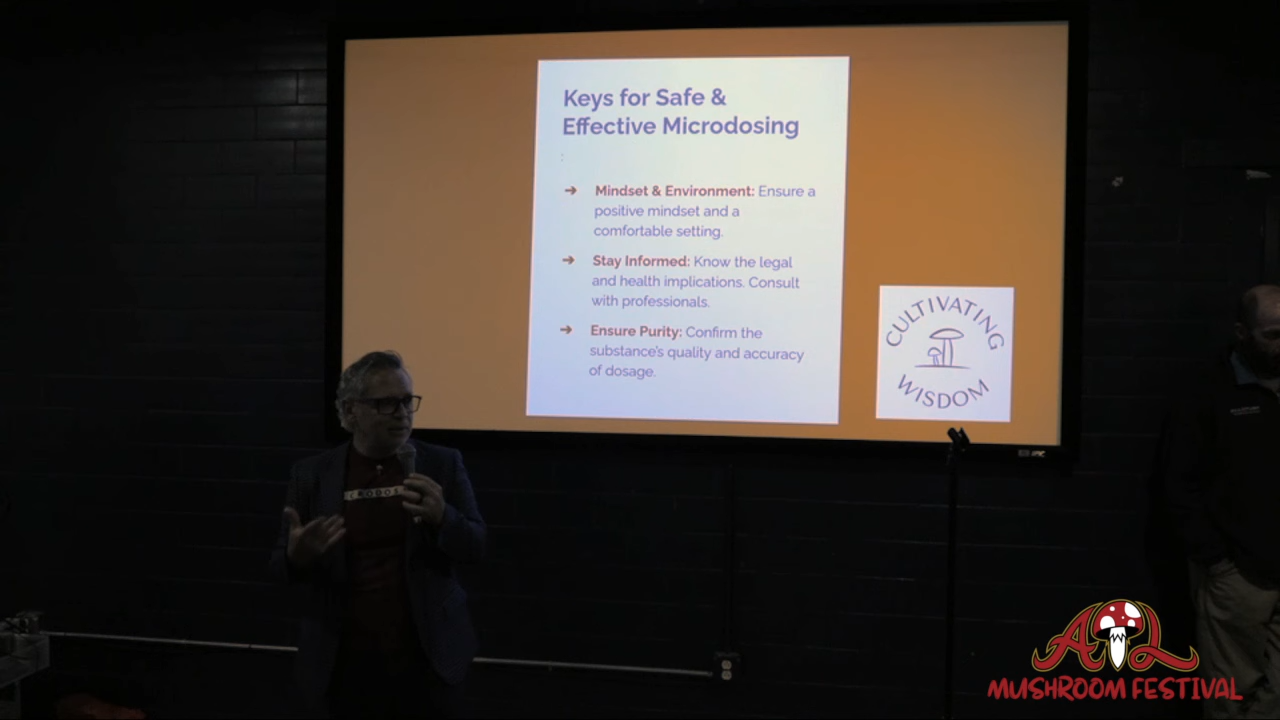 Keys for Safe &
Effective Microdosing
:
➔ Mindset & Environment: Ensure a
positive mindset and a
comfortable setting.
➔ Stay Informed: Know the legal
and health implications. Consult
with professionals.
➔ Ensure Purity: Confirm the
substance's quality and accuracy
of dosage.
CULTIVATING
WISDOM
ATL
MUSHROOM FESTIVAL